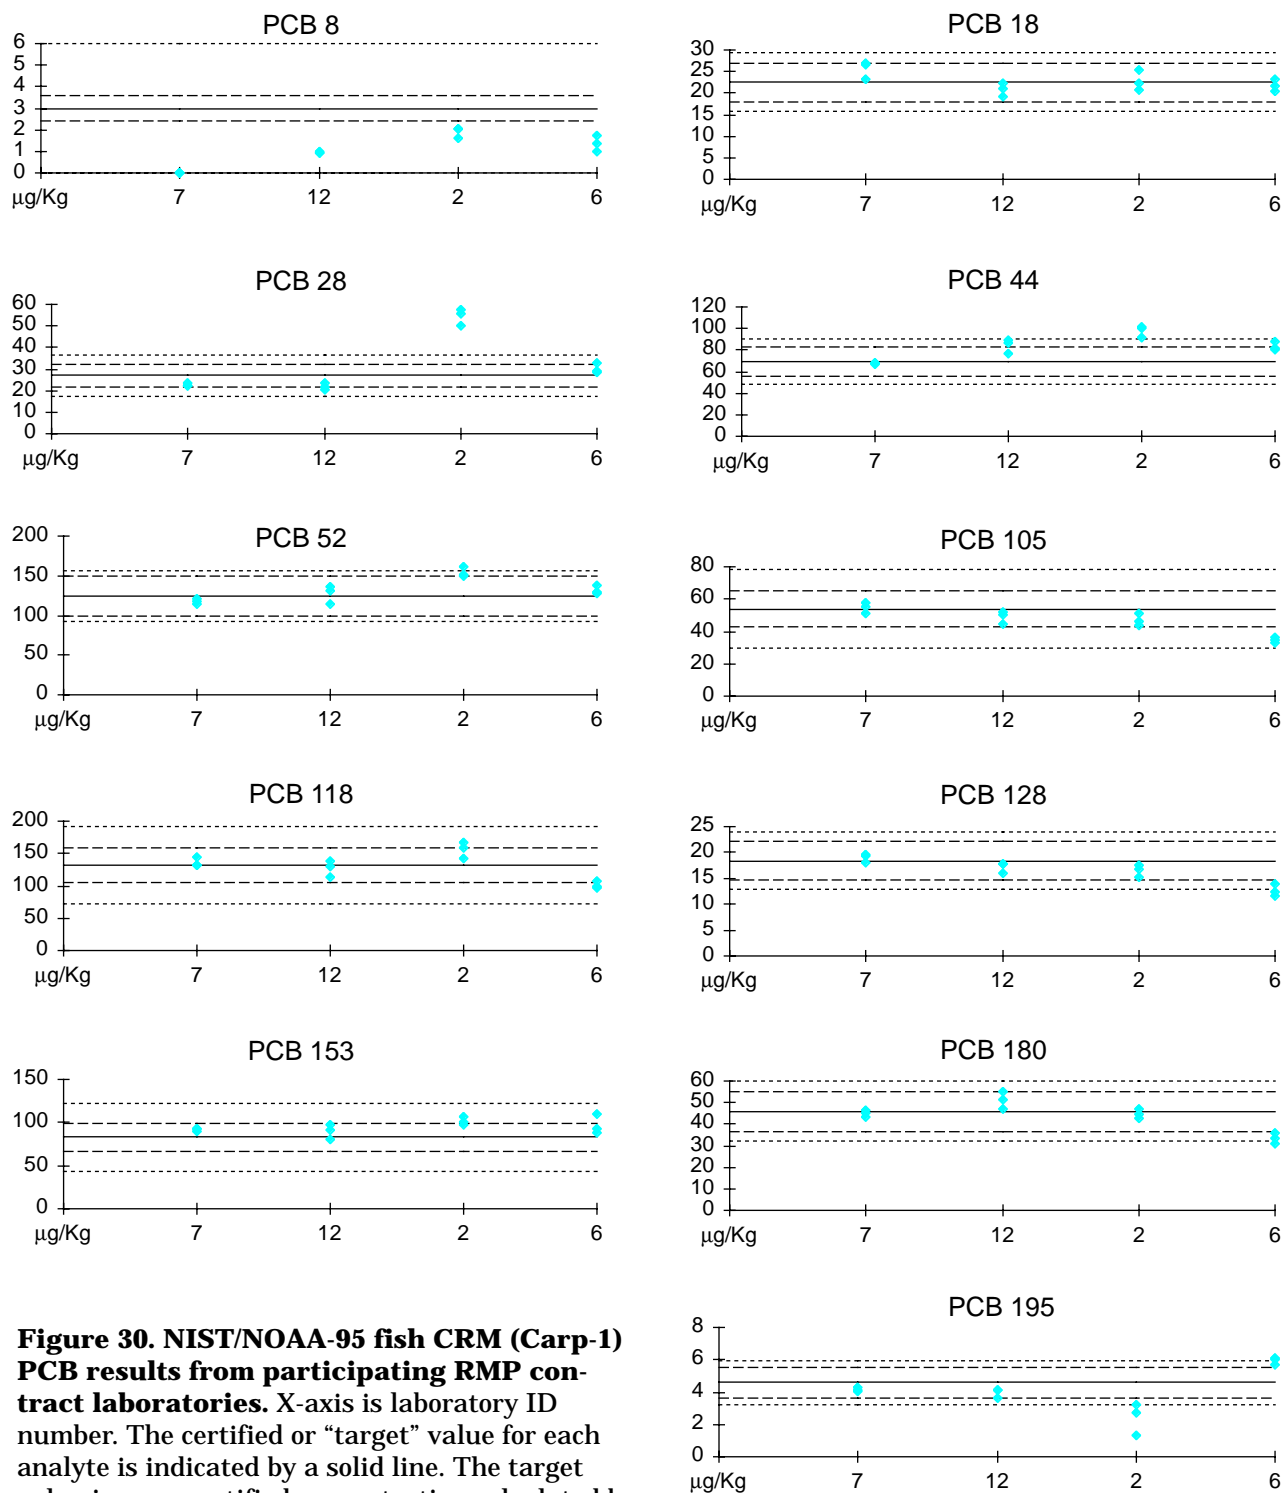 PCB 8
6
5
4
3
2
1
0
µg/Kg 7 12 2 6
PCB 18
30
25
20
15
10
5
0
µg/Kg 7 12 2 6
PCB 28
60
50
40
30
20
10
0
µg/Kg 7 12 2 6
PCB 44
120
100
80
60
40
20
0
µg/Kg 7 12 2 6
PCB 52
200
150
100
50
0
µg/Kg 7 12 2 6
PCB 105
80
60
40
20
0
µg/Kg 7 12 2 6
PCB 118
200
150
100
50
0
µg/Kg 7 12 2 6
PCB 128
25
20
15
10
5
0
µg/Kg 7 12 2 6
PCB 153
150
100
50
0
µg/Kg 7 12 2 6
PCB 180
60
50
40
30
20
10
0
µg/Kg 7 12 2 6
PCB 195
8
6
4
2
0
µg/Kg 7 12 2 6
Figure 30. NIST/NOAA-95 fish CRM (Carp-1)
PCB results from participating RMP con-
tract laboratories. X-axis is laboratory ID
number. The certified or “target” value for each
analyte is indicated by a solid line. The target